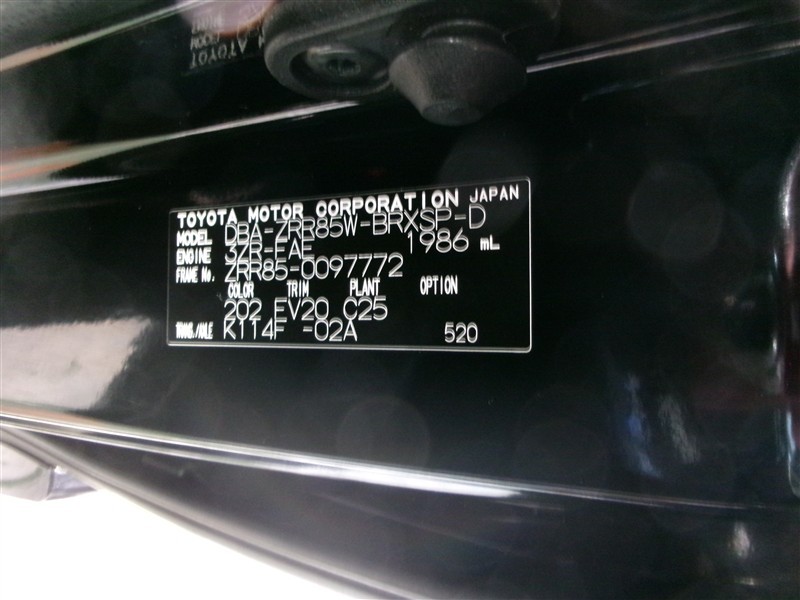 TOYOTA MOTOR CORPORATION JAPAN
MODEL DBA-ZRR85W-BRXSP-D
ENGINE 3ZR-FAE 1986 mL
FRAME No. ZRR85-0097772
COLOR TRIM PLANT OPTION
202 FV20 C25
TRANS./AXLE K114F -02A 520